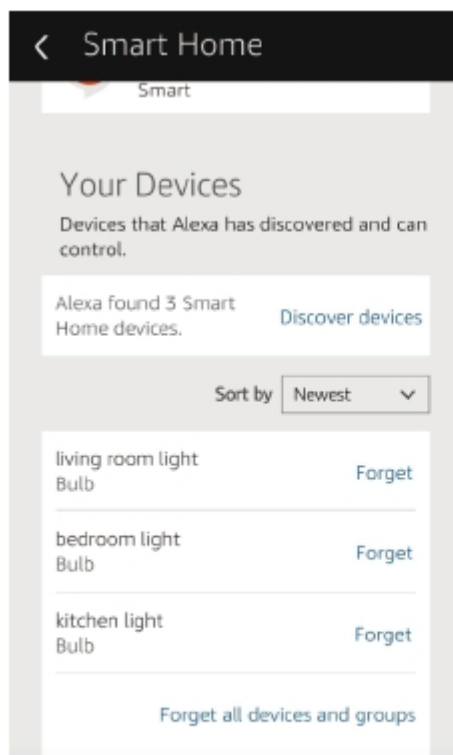 Smart Home
Smart
Your Devices
Devices that Alexa has discovered and can
control.
Alexa found 3 Smart
Home devices.
Discover devices
Sort by Newest
living room light
Bulb
Forget
bedroom light
Bulb
Forget
kitchen light
Bulb
Forget
Forget all devices and groups